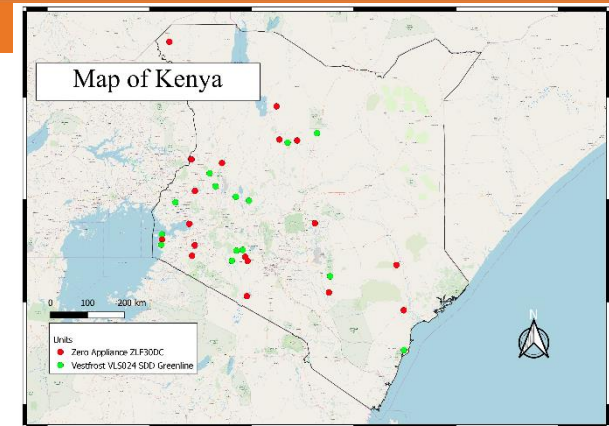 Map of Kenya
N
0 100 200 km
Units
Zero Appliance ZLF30DC
Vestfrost VLS024 SDD Greenline